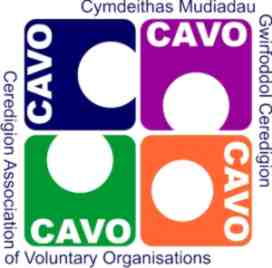 Cymdeithas Mudiadau
Gwirfoddol Ceredigion
CAVO
CAVO
CAVO
CAVO
Ceredigion Association
of Voluntary Organisations